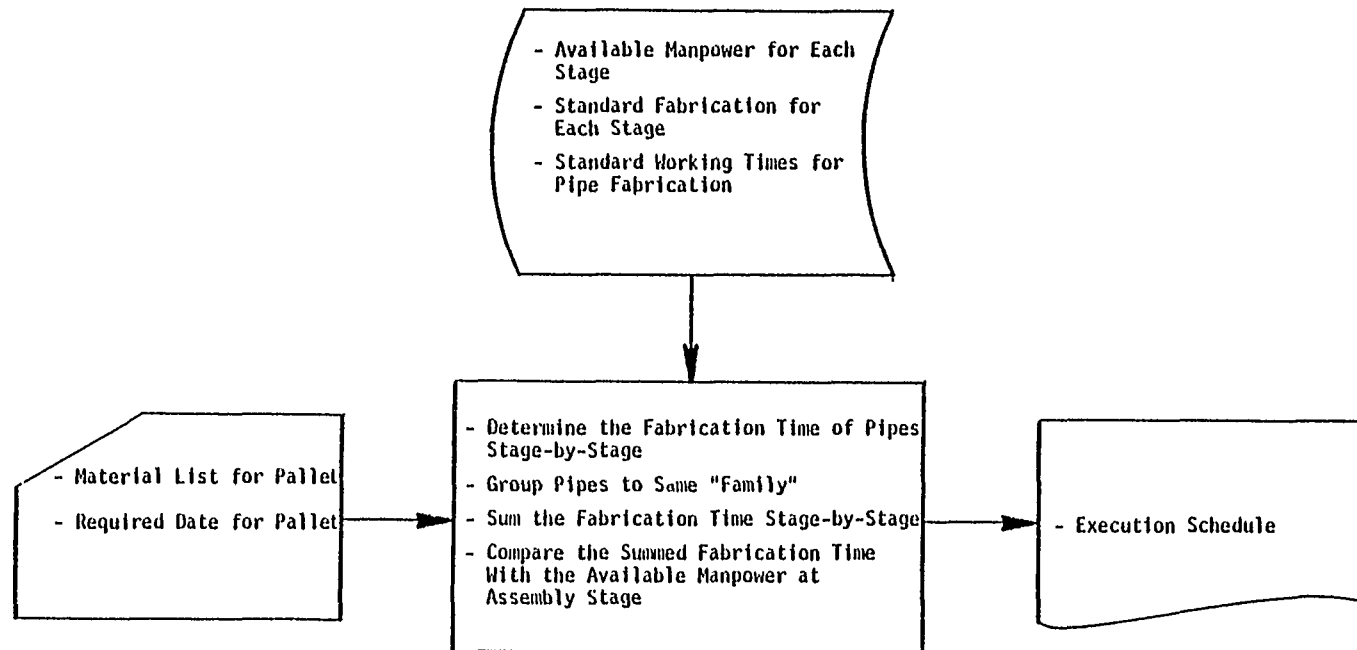 - Available Manpower for Each
Stage
- Standard Fabrication for
Each Stage
- Standard Working Times for
Pipe Fabrication
- Material List for Pallet
- Required Date for Pallet
- Determine the Fabrication Time of Pipes
Stage-by-Stage
- Group Pipes to Same "Family"
- Sum the Fabrication Time Stage-by-Stage
- Compare the Summed Fabrication Time
With the Available Manpower at
Assembly Stage
- Execution Schedule